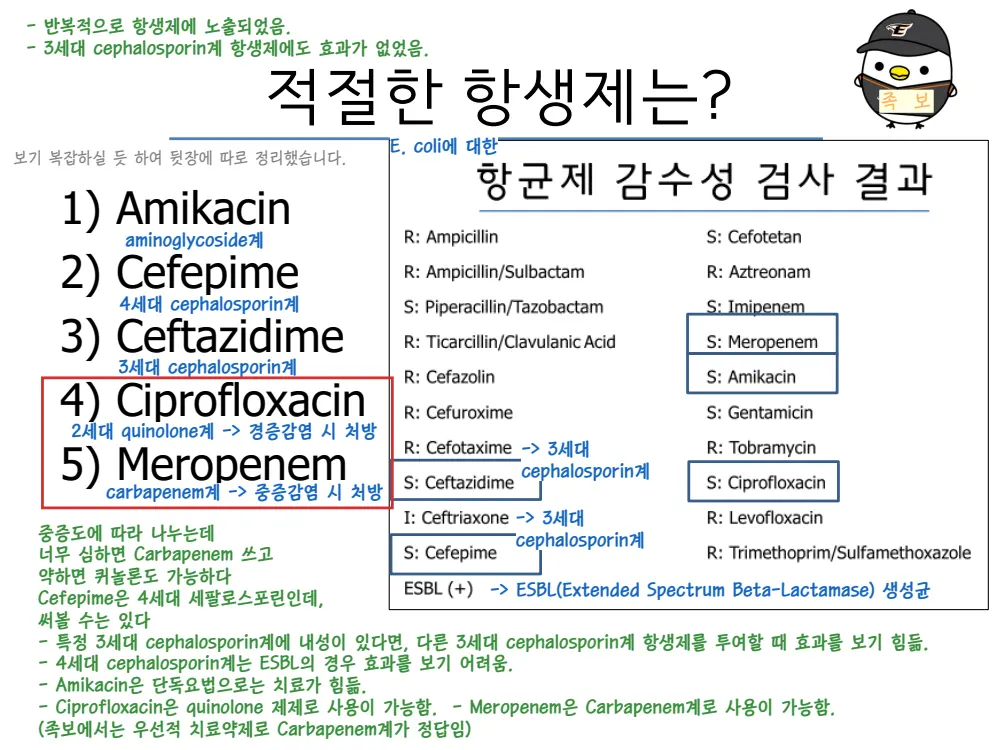 - 반복적으로 항생제에 노출되었음.
- 3세대 cephalosporin계 항생제에도 효과가 없었음.
적절한 항생제는?
족 보
보기 복잡하실 듯 하여 뒷장에 따로 정리했습니다.
1) Amikacin
aminoglycoside계
2) Cefepime
4세대 cephalosporin계
3) Ceftazidime
3세대 cephalosporin계
4) Ciprofloxacin
2세대 quinolone계 -> 경증감염 시 처방
5) Meropenem
carbapenem계 -> 중증감염 시 처방
E. coli에 대한
항균제 감수성 검사 결과
R: Ampicillin
R: Ampicillin/Sulbactam
S: Piperacillin/Tazobactam
R: Ticarcillin/Clavulanic Acid
R: Cefazolin
R: Cefuroxime
R: Cefotaxime -> 3세대
cephalosporin계
S: Ceftazidime
I: Ceftriaxone -> 3세대
cephalosporin계
S: Cefepime
ESBL (+) -> ESBL(Extended Spectrum Beta-Lactamase) 생성균
S: Cefotetan
R: Aztreonam
S: Imipenem
S: Meropenem
S: Amikacin
S: Gentamicin
R: Tobramycin
S: Ciprofloxacin
R: Levofloxacin
R: Trimethoprim/Sulfamethoxazole
중증도에 따라 나누는데
너무 심하면 Carbapenem 쓰고
약하면 퀴놀론도 가능하다
Cefepime은 4세대 세팔로스포린인데,
써볼 수는 있다
- 특정 3세대 cephalosporin계에 내성이 있다면, 다른 3세대 cephalosporin계 항생제를 투여할 때 효과를 보기 힘듦.
- 4세대 cephalosporin계는 ESBL의 경우 효과를 보기 어려움.
- Amikacin은 단독요법으로는 치료가 힘듦.
- Ciprofloxacin은 quinolone 제제로 사용이 가능함. - Meropenem은 Carbapenem계로 사용이 가능함.
(족보에서는 우선적 치료약제로 Carbapenem계가 정답임)